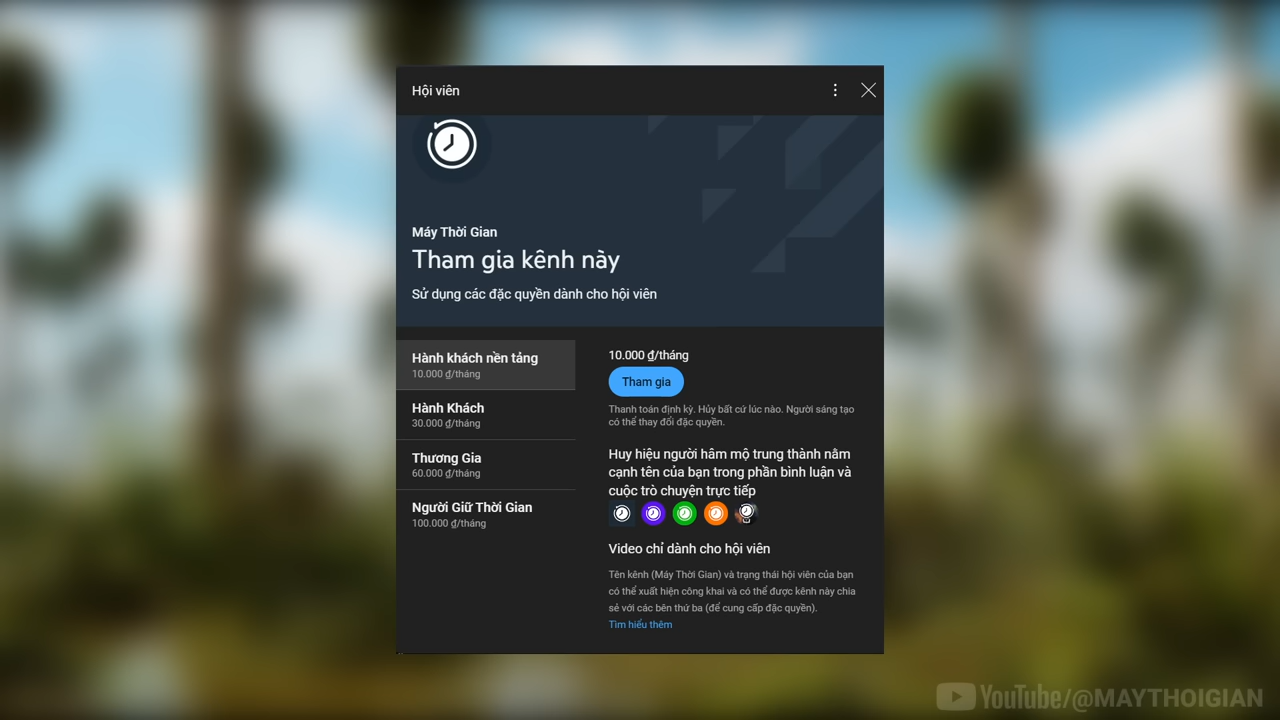 Hội viên
Máy Thời Gian
Tham gia kênh này
Sử dụng các đặc quyền dành cho hội viên
Hành khách nền tảng
10.000 ₫/tháng
Hành Khách
30.000 ₫/tháng
Thương Gia
60.000 ₫/tháng
Người Giữ Thời Gian
100.000 ₫/tháng
10.000 ₫/tháng
Tham gia
Thanh toán định kỳ. Hủy bất cứ lúc nào. Người sáng tạo
có thể thay đổi đặc quyền.
Huy hiệu người hâm mộ trung thành nằm
cạnh tên của bạn trong phần bình luận và
cuộc trò chuyện trực tiếp
Video chỉ dành cho hội viên
Tên kênh (Máy Thời Gian) và trạng thái hội viên của bạn
có thể xuất hiện công khai và có thể được kênh này chia
sẻ với các bên thứ ba (để cung cấp đặc quyền).
Tìm hiểu thêm
YouTube/@MAYTHOIGIAN